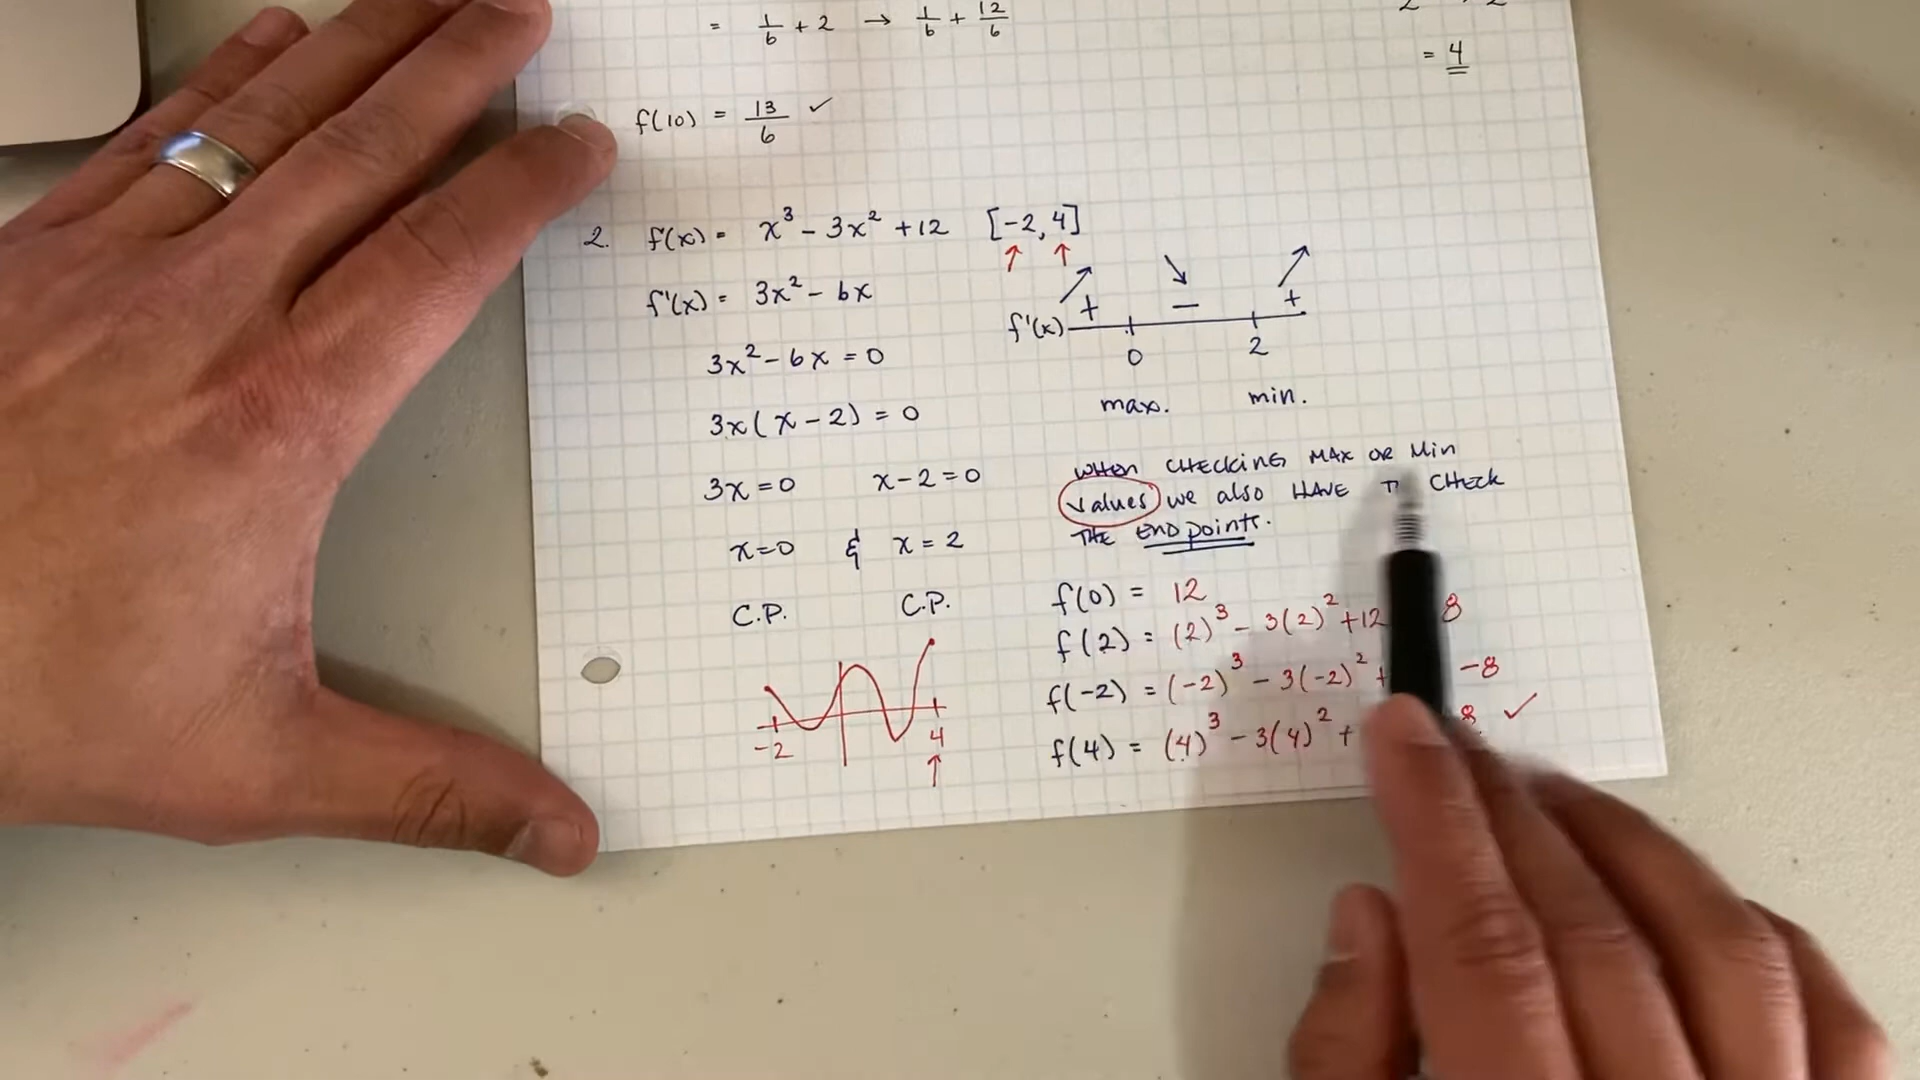 = 1/6 + 2 → 1/6 + 12/6
= 4
f(10) = 13/6 ✓
2. f(x) = x³ - 3x² + 12 [-2, 4]
↑ ↑
f'(x) = 3x² - 6x
f'(x) + - +
0 2
max. min.
3x² - 6x = 0
3x(x - 2) = 0
3x = 0 x - 2 = 0
x = 0 & x = 2
C.P. C.P.
-2 4
↑
WHEN CHECKING MAX OR Min
values we also HAVE CHECK
THE END points.
f(0) = 12
f(2) = (2)³ - 3(2)² + 12 8
f(-2) = (-2)³ - 3(-2)² + -8
f(4) = (4)³ - 3(4)² + 8 ✓